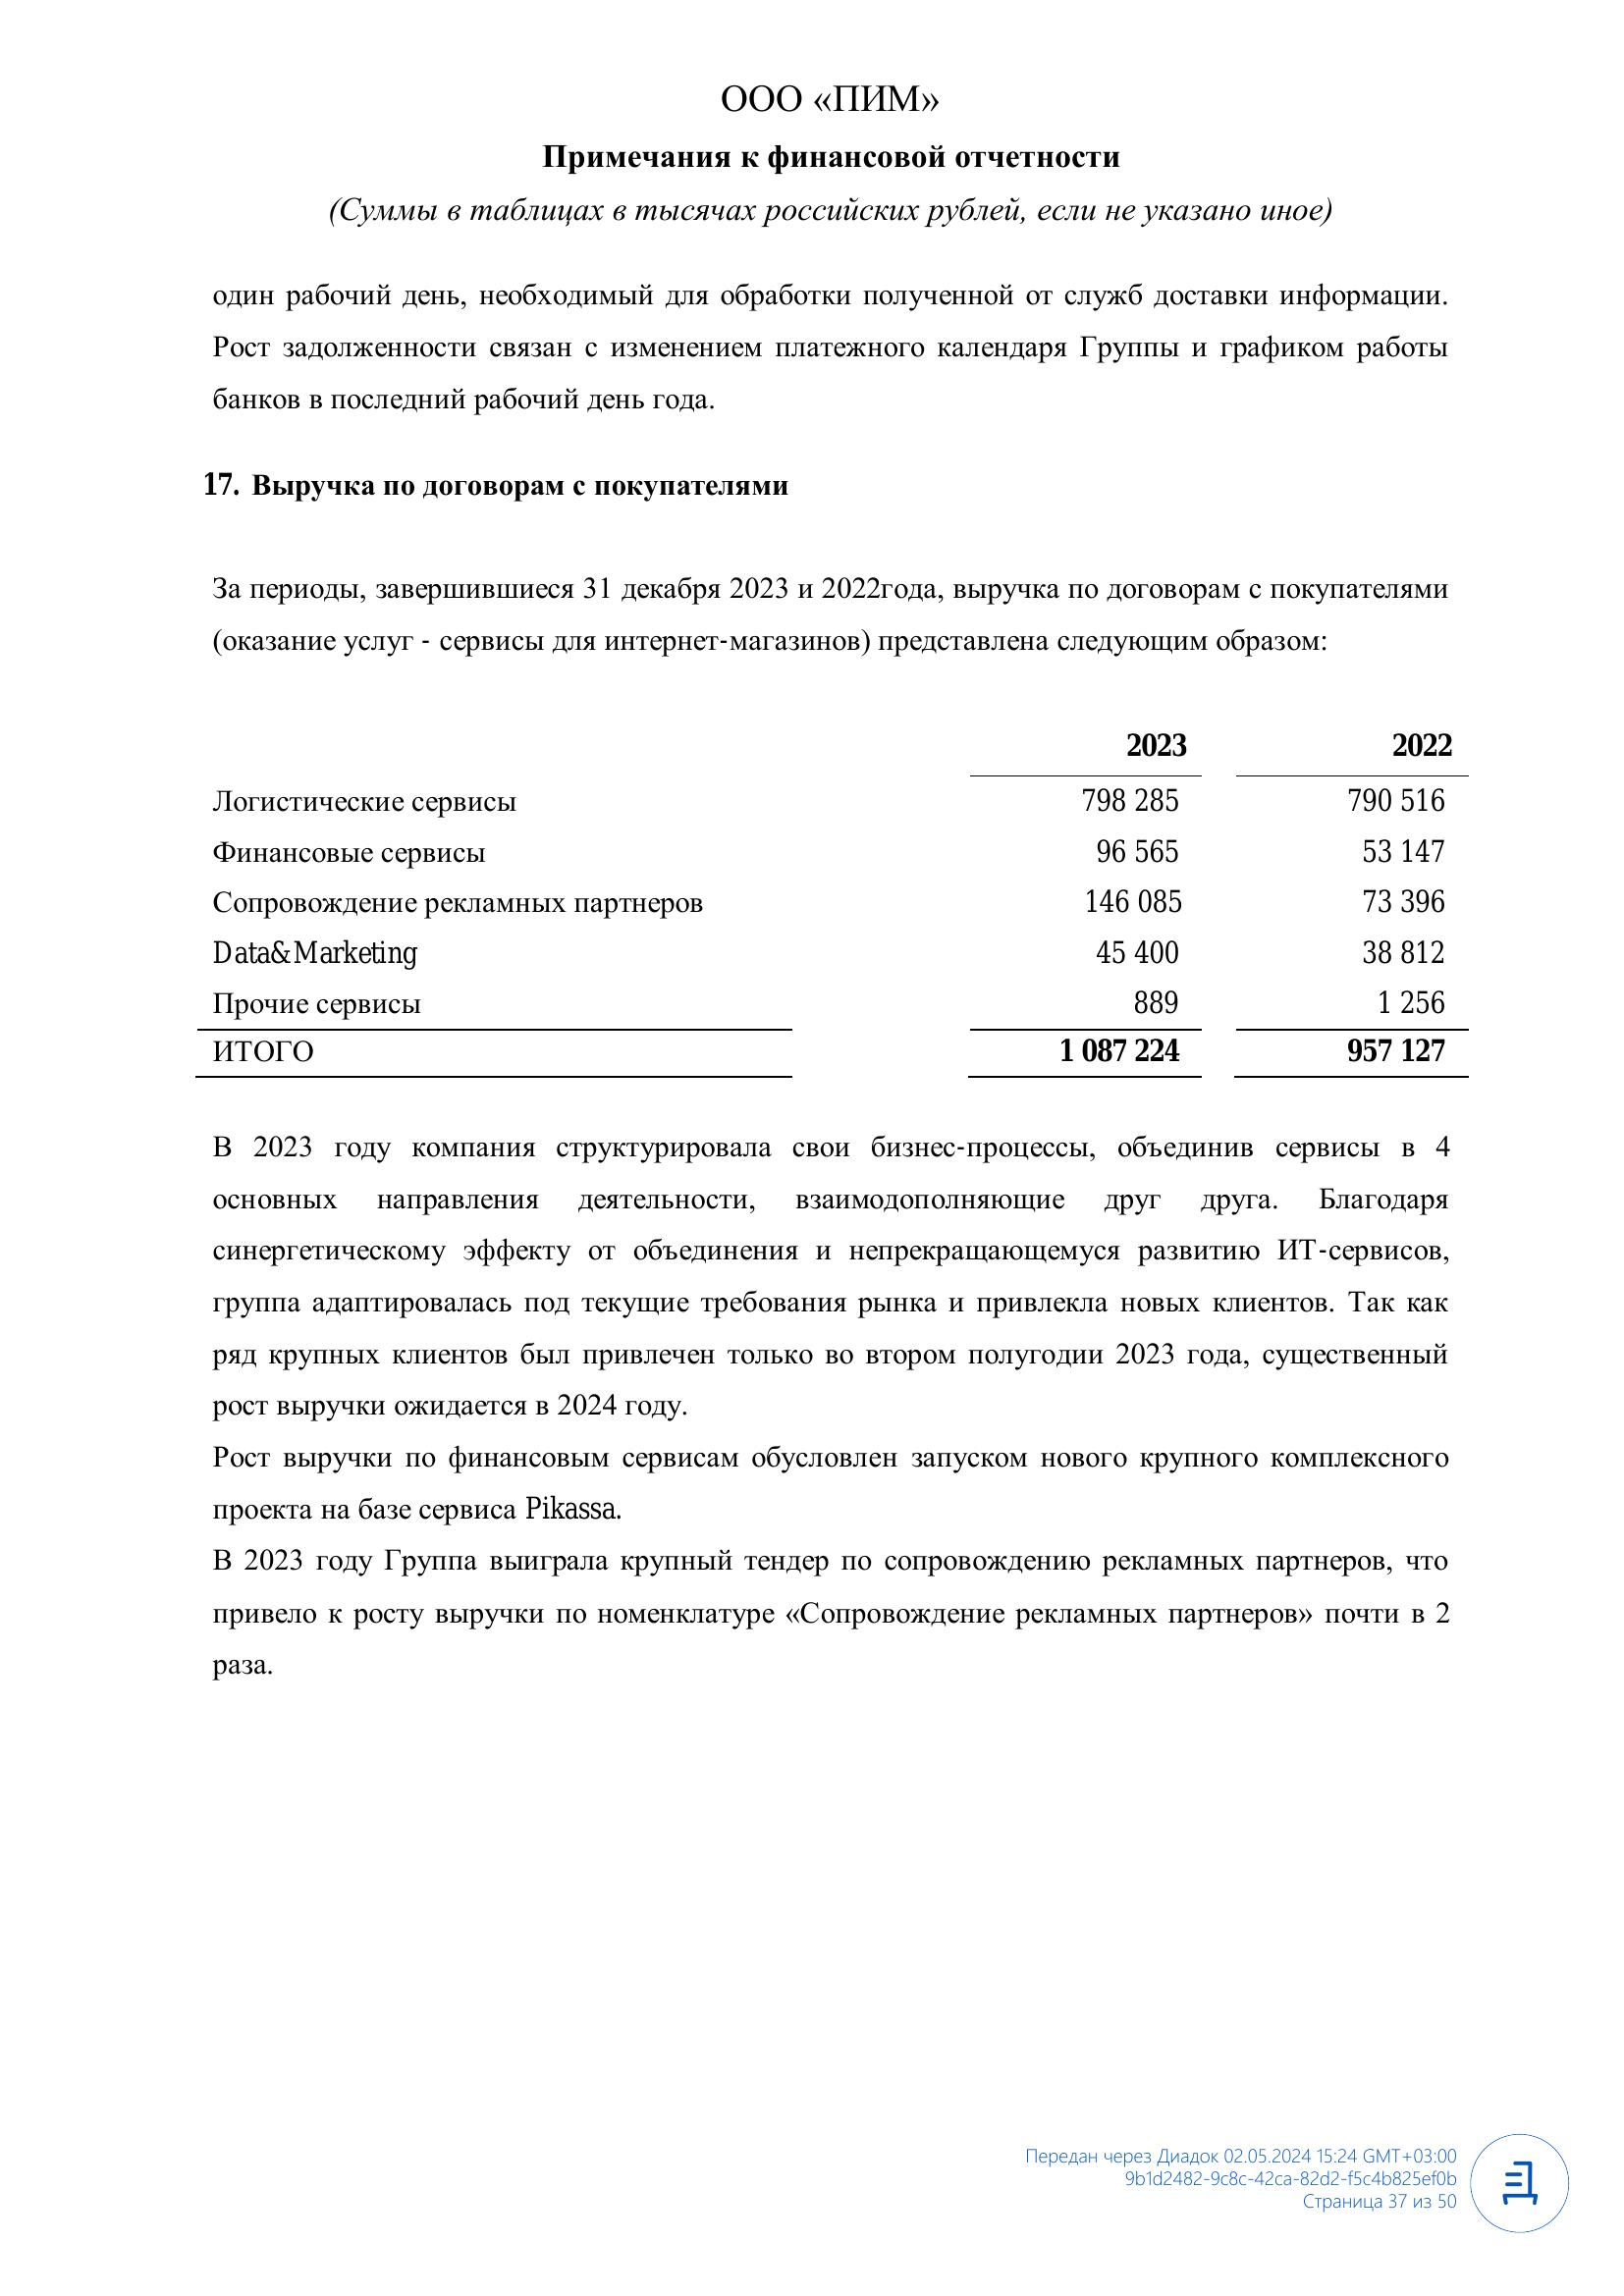 ООО «ПИМ»
Примечания к финансовой отчетности
(Суммы в таблицах в тысячах российских рублей, если не указано иное)
один рабочий день, необходимый для обработки полученной от служб доставки информации.
Рост задолженности связан с изменением платежного календаря Группы и графиком работы
банков в последний рабочий день года.
17. Выручка по договорам с покупателями
За периоды, завершившиеся 31 декабря 2023 и 2022года, выручка по договорам с покупателями
(оказание услуг - сервисы для интернет-магазинов) представлена следующим образом:
2023 2022
Логистические сервисы 798 285 790 516
Финансовые сервисы 96 565 53 147
Сопровождение рекламных партнеров 146 085 73 396
Data&Marketing 45 400 38 812
Прочие сервисы 889 1 256
ИТОГО 1 087 224 957 127
В 2023 году компания структурировала свои бизнес-процессы, объединив сервисы в 4
основных направления деятельности, взаимодополняющие друг друга. Благодаря
синергетическому эффекту от объединения и непрекращающемуся развитию ИТ-сервисов,
группа адаптировалась под текущие требования рынка и привлекла новых клиентов. Так как
ряд крупных клиентов был привлечен только во втором полугодии 2023 года, существенный
рост выручки ожидается в 2024 году.
Рост выручки по финансовым сервисам обусловлен запуском нового крупного комплексного
проекта на базе сервиса Pikassa.
В 2023 году Группа выиграла крупный тендер по сопровождению рекламных партнеров, что
привело к росту выручки по номенклатуре «Сопровождение рекламных партнеров» почти в 2
раза.
Передан через Диадок 02.05.2024 15:24 GMT+03:00
9b1d2482-9c8c-42ca-82d2-f5c4b825ef0b
Страница 37 из 50